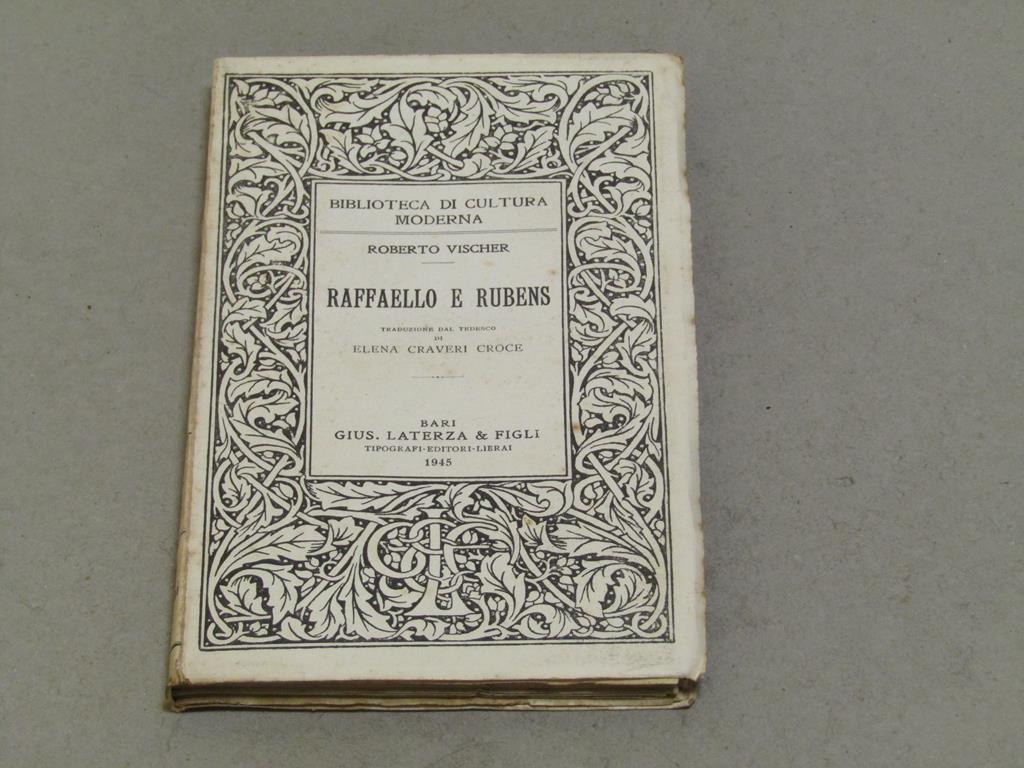 BIBLIOTECA DI CULTURA
MODERNA
ROBERTO VISCHER
RAFFAELLO E RUBENS
TRADUZIONE DAL TEDESCO
DI
ELENA CRAVERI CROCE
BARI
GIUS. LATERZA & FIGLI
TIPOGRAFI-EDITORI-LIBRAI
1945